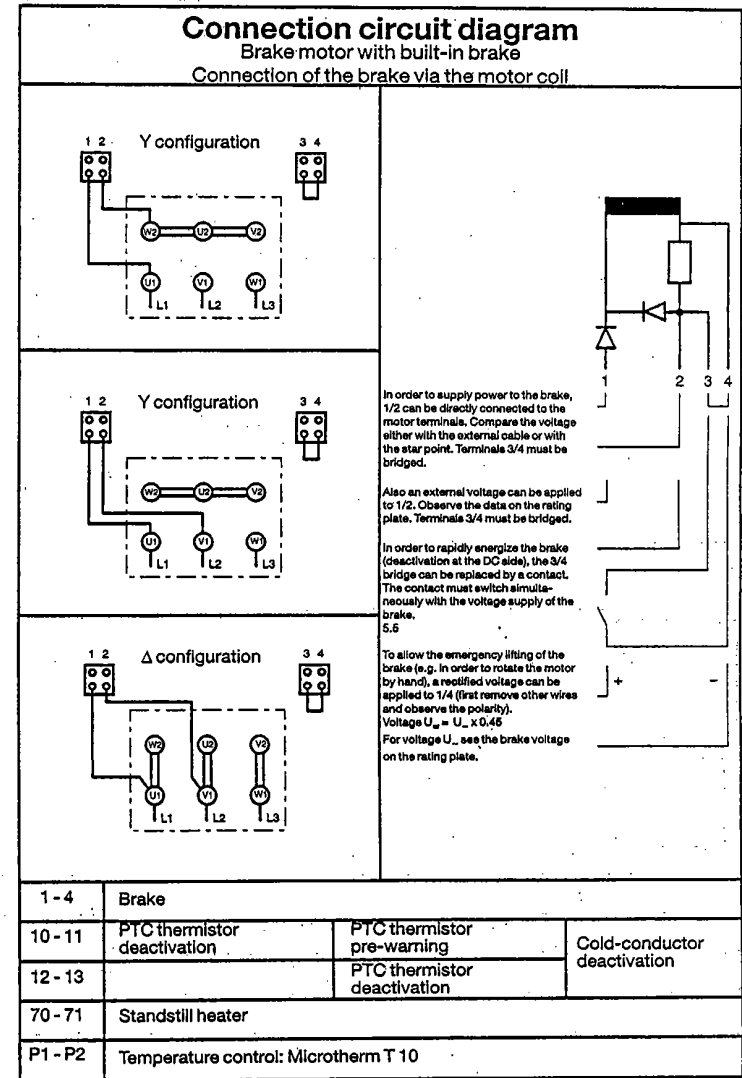 Connection circuit diagram
Brake motor with built-in brake
Connection of the brake via the motor coil
1 2
Y configuration
3 4
W2 U2 V2
U1 V1 W1
L1 L2 L3
1 2
Y configuration
3 4
W2 U2 V2
U1 V1 W1
L1 L2 L3
1 2
Δ configuration
3 4
W2 U2 V2
U1 V1 W1
L1 L2 L3
1 2 3 4
In order to supply power to the brake,
1/2 can be directly connected to the
motor terminals. Compare the voltage
either with the external cable or with
the star point. Terminals 3/4 must be
bridged.
Also an external voltage can be applied
to 1/2. Observe the data on the rating
plate. Terminals 3/4 must be bridged.
In order to rapidly energize the brake
(deactivation at the DC side), the 3/4
bridge can be replaced by a contact.
The contact must switch simulta-
neously with the voltage supply of the
brake.
5.5
To allow the emergency lifting of the
brake (e.g. in order to rotate the motor
by hand), a rectified voltage can be
applied to 1/4 (first remove other wires
and observe the polarity).
Voltage U = U x 0.45
For voltage U see the brake voltage
on the rating plate.
+ -
1 - 4 Brake
10 - 11 PTC thermistor deactivation PTC thermistor pre-warning Cold-conductor deactivation
12 - 13 PTC thermistor deactivation
70 - 71 Standstill heater
P1 - P2 Temperature control: Microtherm T 10